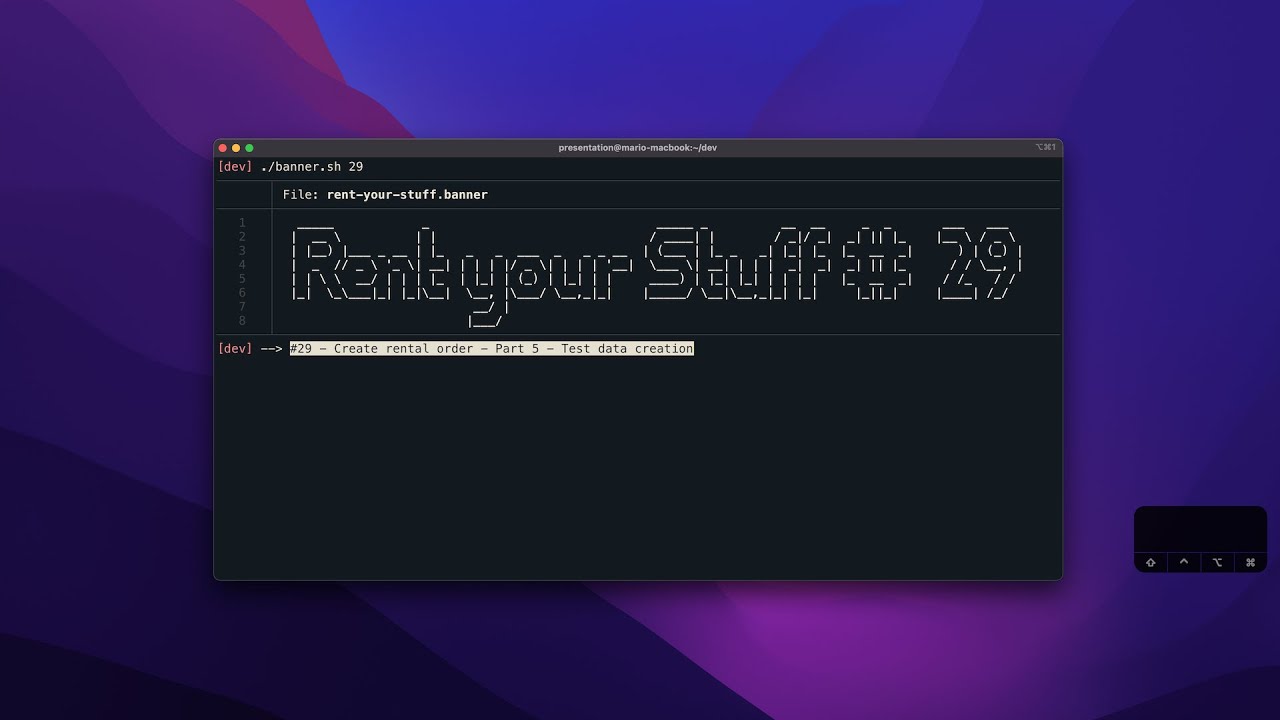 presentation@mario-macbook:~/dev
⌥⌘1
[dev] ./banner.sh 29
File: rent-your-stuff.banner
1
2
3
4
5
6
7
8
Rent your Stuff # 29
[dev] --> #29 - Create rental order - Part 5 - Test data creation
⇧ ⌃ ⌥ ⌘